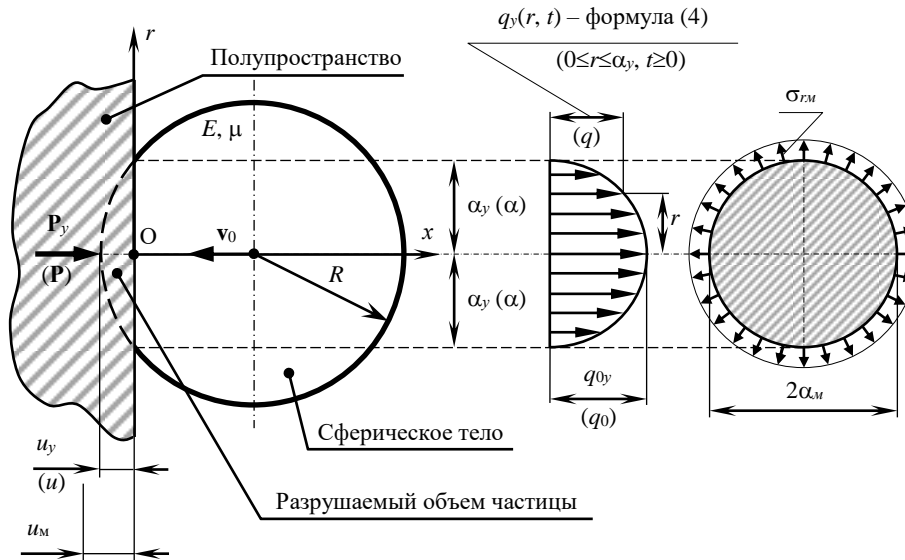 q_y(r, t) – формула (4)
(0≤r≤α_y, t≥0)
r
Полупространство
σ_rм
E, μ
(q)
P_y
(P)
O
v_0
x
R
α_y (α)
α_y (α)
r
q_0y
(q_0)
2α_м
Сферическое тело
u_y
(u)
Разрушаемый объем частицы
u_м